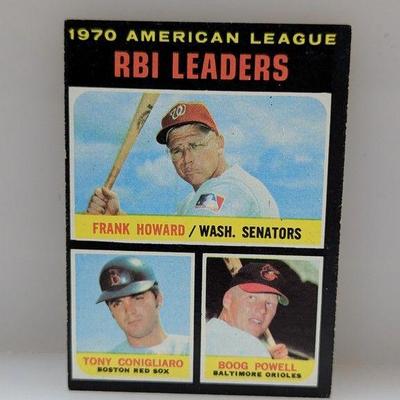 1970 AMERICAN LEAGUE
RBI LEADERS
FRANK HOWARD / WASH. SENATORS
TONY CONIGLIARO
BOSTON RED SOX
BOOG POWELL
BALTIMORE ORIOLES